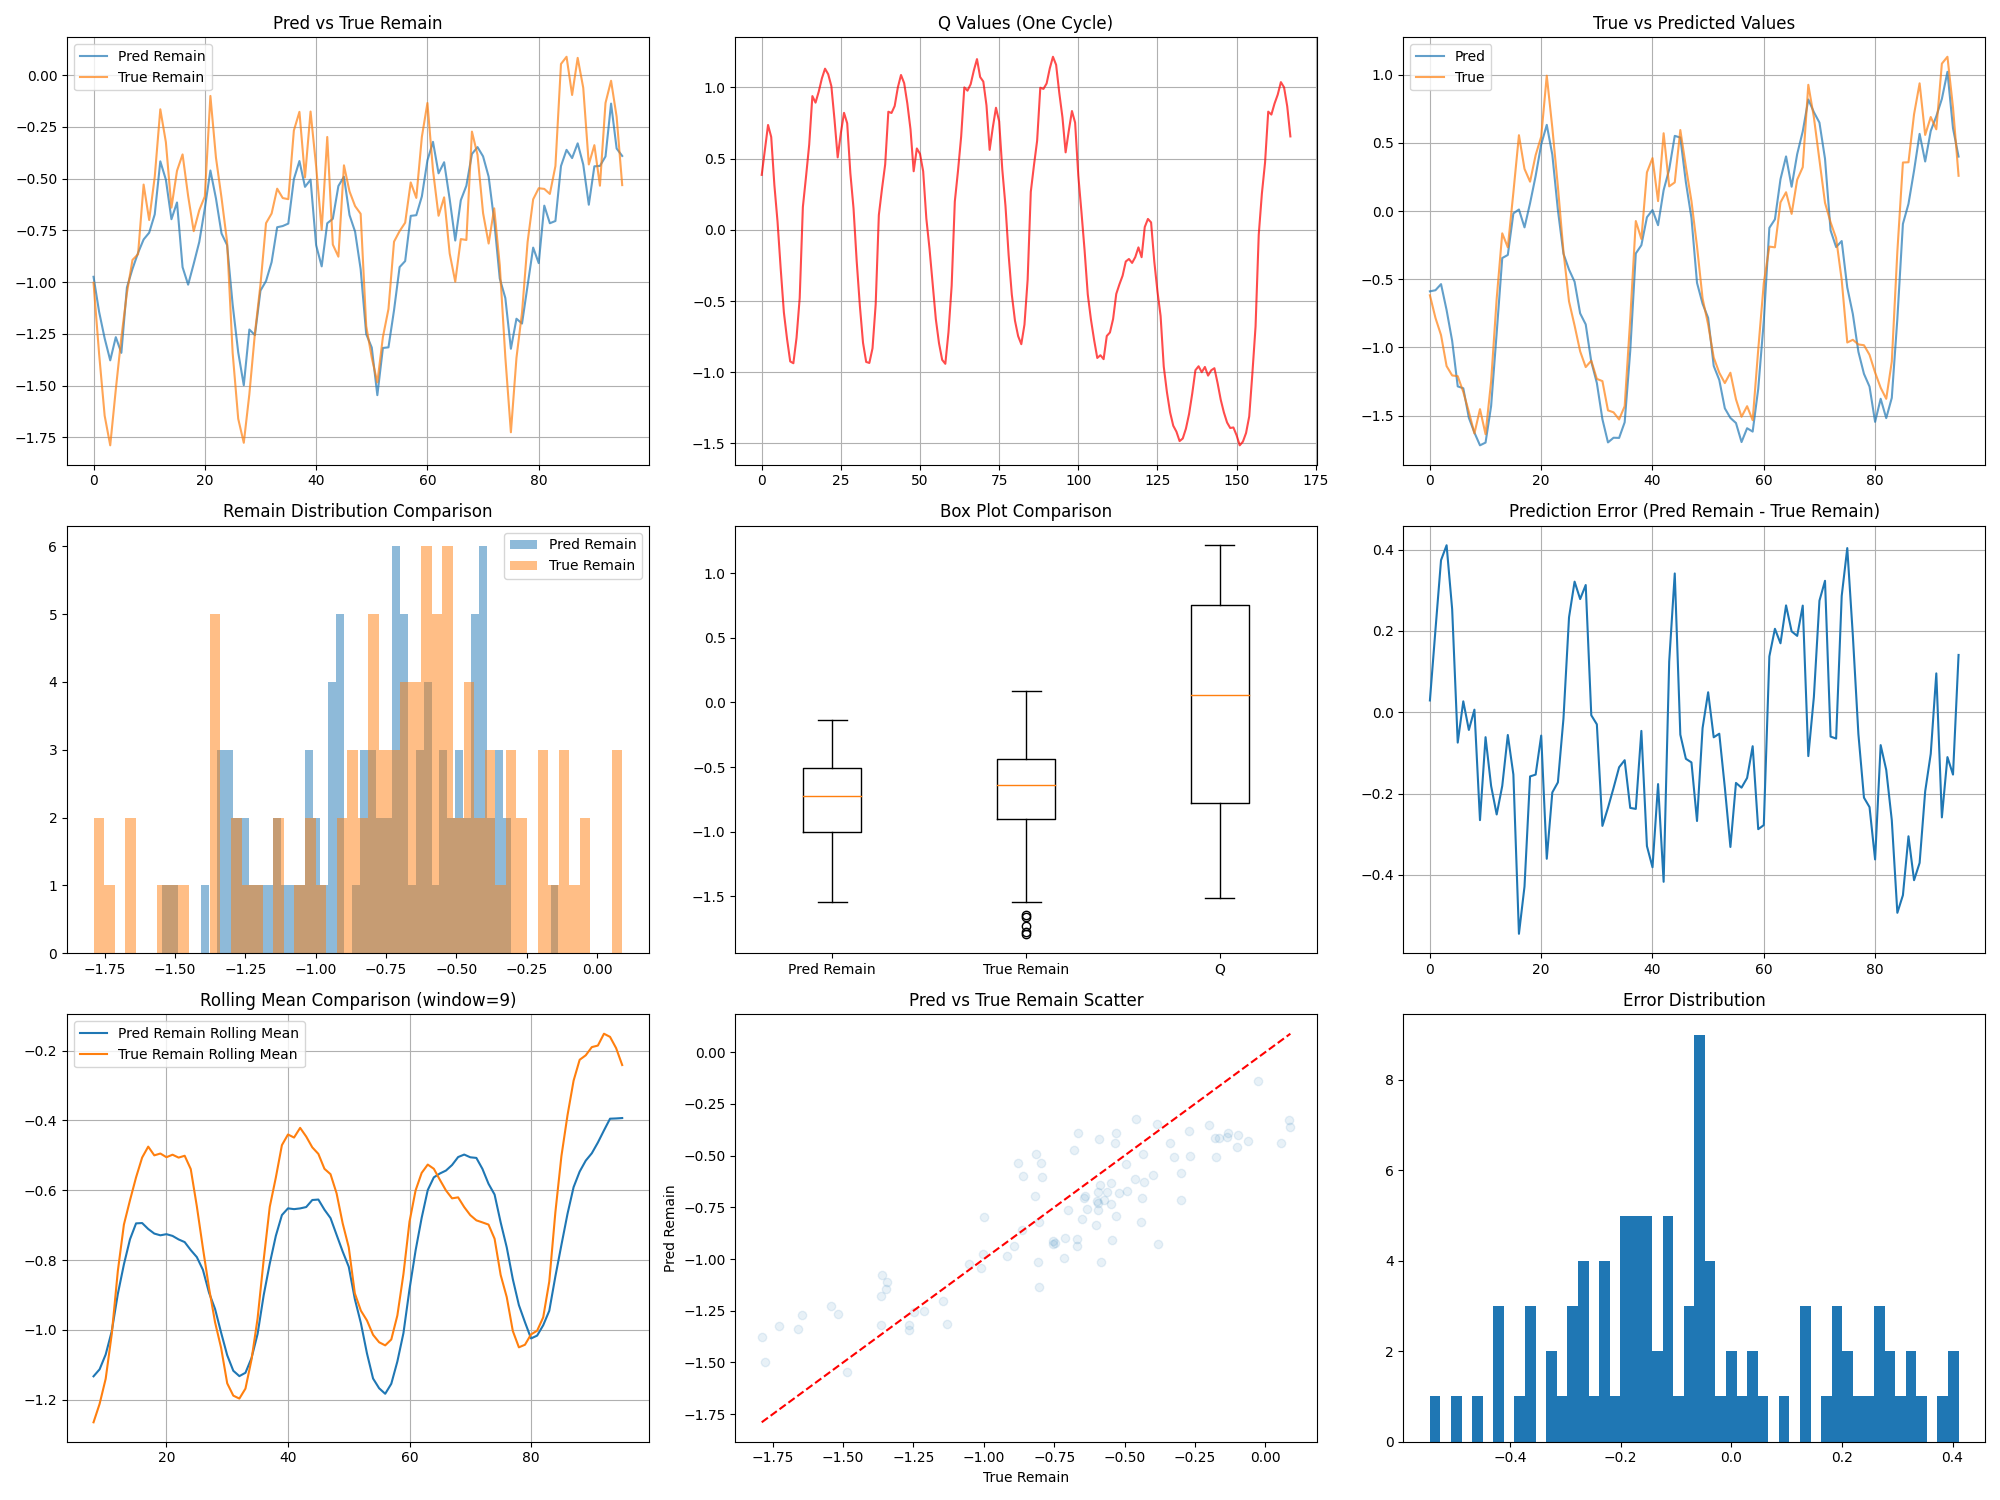 Pred vs True Remain
Pred Remain
True Remain
0.00
−0.25
−0.50
−0.75
−1.00
−1.25
−1.50
−1.75
0 20 40 60 80
Q Values (One Cycle)
1.0
0.5
0.0
−0.5
−1.0
−1.5
0 25 50 75 100 125 150 175
True vs Predicted Values
Pred
True
1.0
0.5
0.0
−0.5
−1.0
−1.5
0 20 40 60 80
Remain Distribution Comparison
Pred Remain
True Remain
6
5
4
3
2
1
0
−1.75 −1.50 −1.25 −1.00 −0.75 −0.50 −0.25 0.00
Box Plot Comparison
1.0
0.5
0.0
−0.5
−1.0
−1.5
Pred Remain True Remain Q
Prediction Error (Pred Remain - True Remain)
0.4
0.2
0.0
−0.2
−0.4
0 20 40 60 80
Rolling Mean Comparison (window=9)
Pred Remain Rolling Mean
True Remain Rolling Mean
−0.2
−0.4
−0.6
−0.8
−1.0
−1.2
20 40 60 80
Pred vs True Remain Scatter
Pred Remain
0.00
−0.25
−0.50
−0.75
−1.00
−1.25
−1.50
−1.75
−1.75 −1.50 −1.25 −1.00 −0.75 −0.50 −0.25 0.00
True Remain
Error Distribution
8
6
4
2
0
−0.4 −0.2 0.0 0.2 0.4